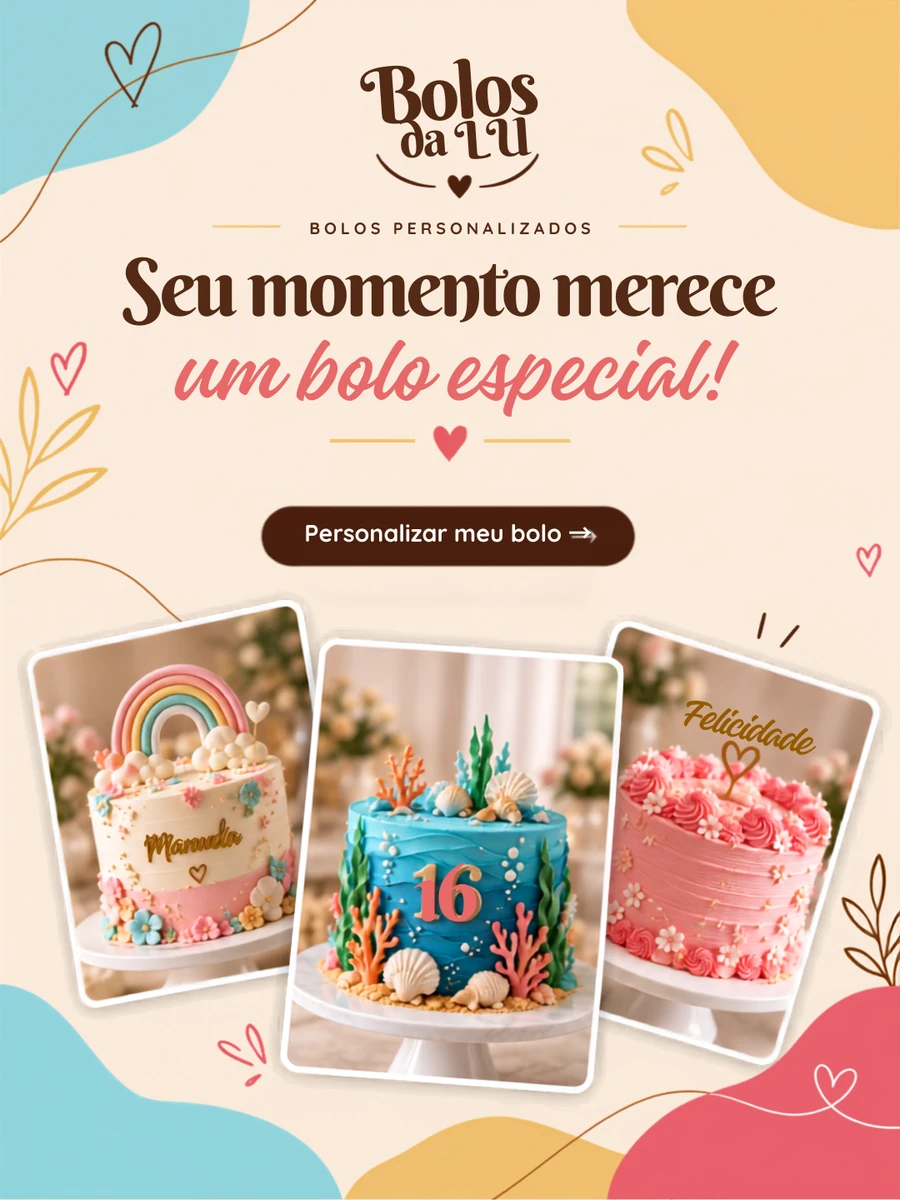 Bolos
da LU
BOLOS PERSONALIZADOS
Seu momento merece
um bolo especial!
Personalizar meu bolo →
Manuela
16
Felicidade